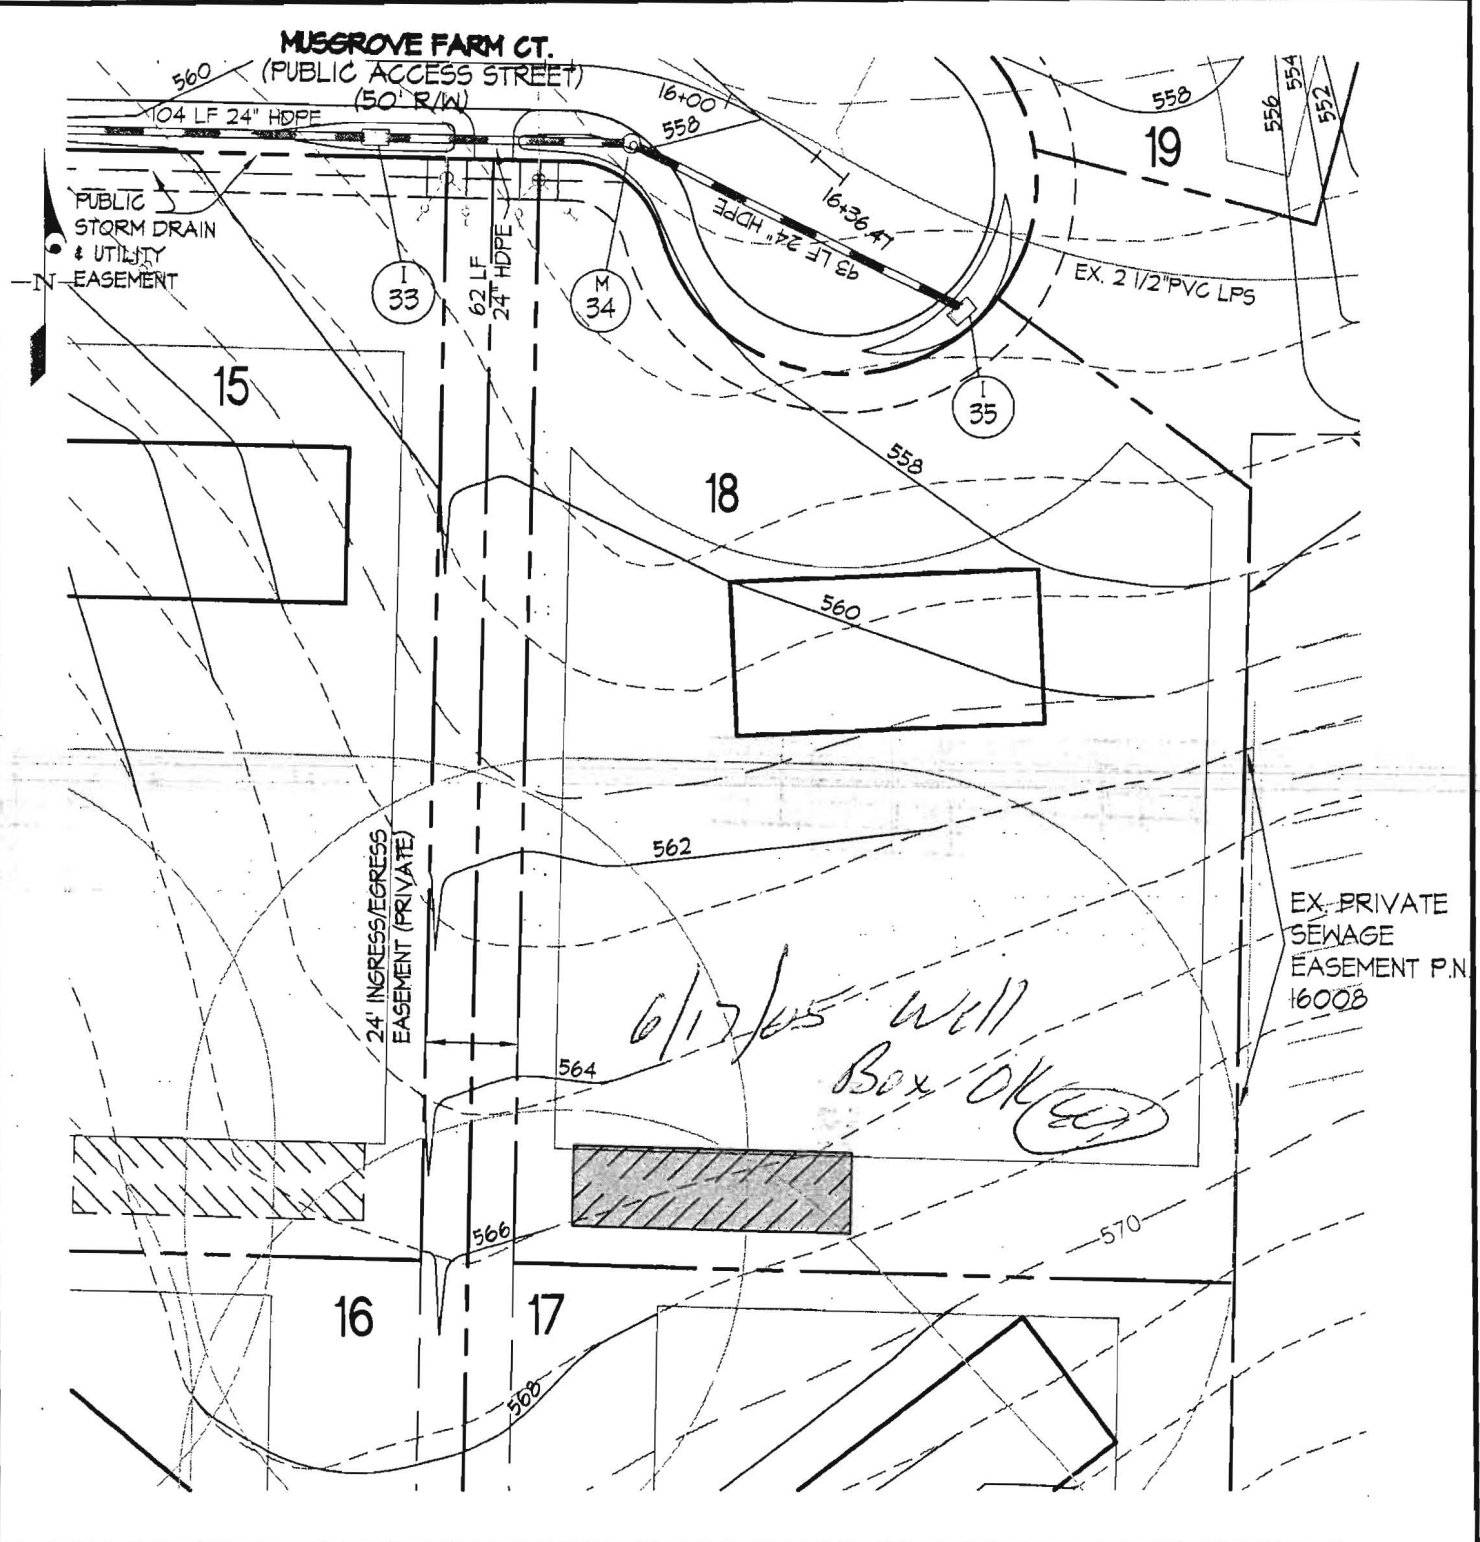 MUSGROVE FARM CT.
(PUBLIC ACCESS STREET)
(50' R/W)
560
104 LF 24" HDPE
16+00
558
558
556
554
552
19
16+36.47
93 LF 24" HDPE
PUBLIC
STORM DRAIN
& UTILITY
EASEMENT
N
I
33
62 LF
24" HDPE
M
34
EX. 2 1/2" PVC LPS
I
35
15
18
558
560
562
24' INGRESS/EGRESS
EASEMENT (PRIVATE)
EX. PRIVATE
SEWAGE
EASEMENT P.N.
16008
6/17/05 Well
Box OK
564
566
570
16
17
568